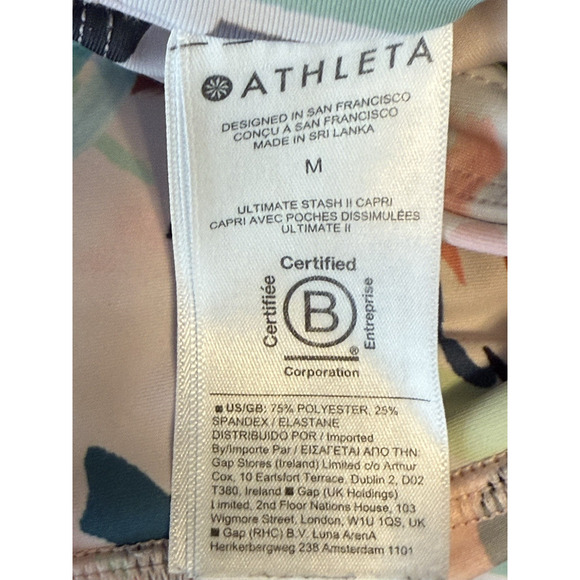 ATHLETA
DESIGNED IN SAN FRANCISCO
CONÇU À SAN FRANCISCO
MADE IN SRI LANKA
M
ULTIMATE STASH II CAPRI
CAPRI AVEC POCHES DISSIMULÉES
ULTIMATE II
Certified
Certifiée
B
®
Entreprise
Corporation
US/GB: 75% POLYESTER, 25%
SPANDEX / ELASTANE
DISTRIBUIDO POR / Imported
By/Importe Par / ΕΙΣΑΓΕΤΑΙ ΑΠΟ ΤΗΝ:
Gap Stores (Ireland) Limited c/o Arthur
Cox, 10 Earlsfort Terrace, Dublin 2, D02
T380, Ireland ■ Gap (UK Holdings)
Limited, 2nd Floor Nations House, 103
Wigmore Street, London, W1U 1QS, UK
■ Gap (RHC) B.V. Luna ArenA
Herikerbergweg 238 Amsterdam 1101